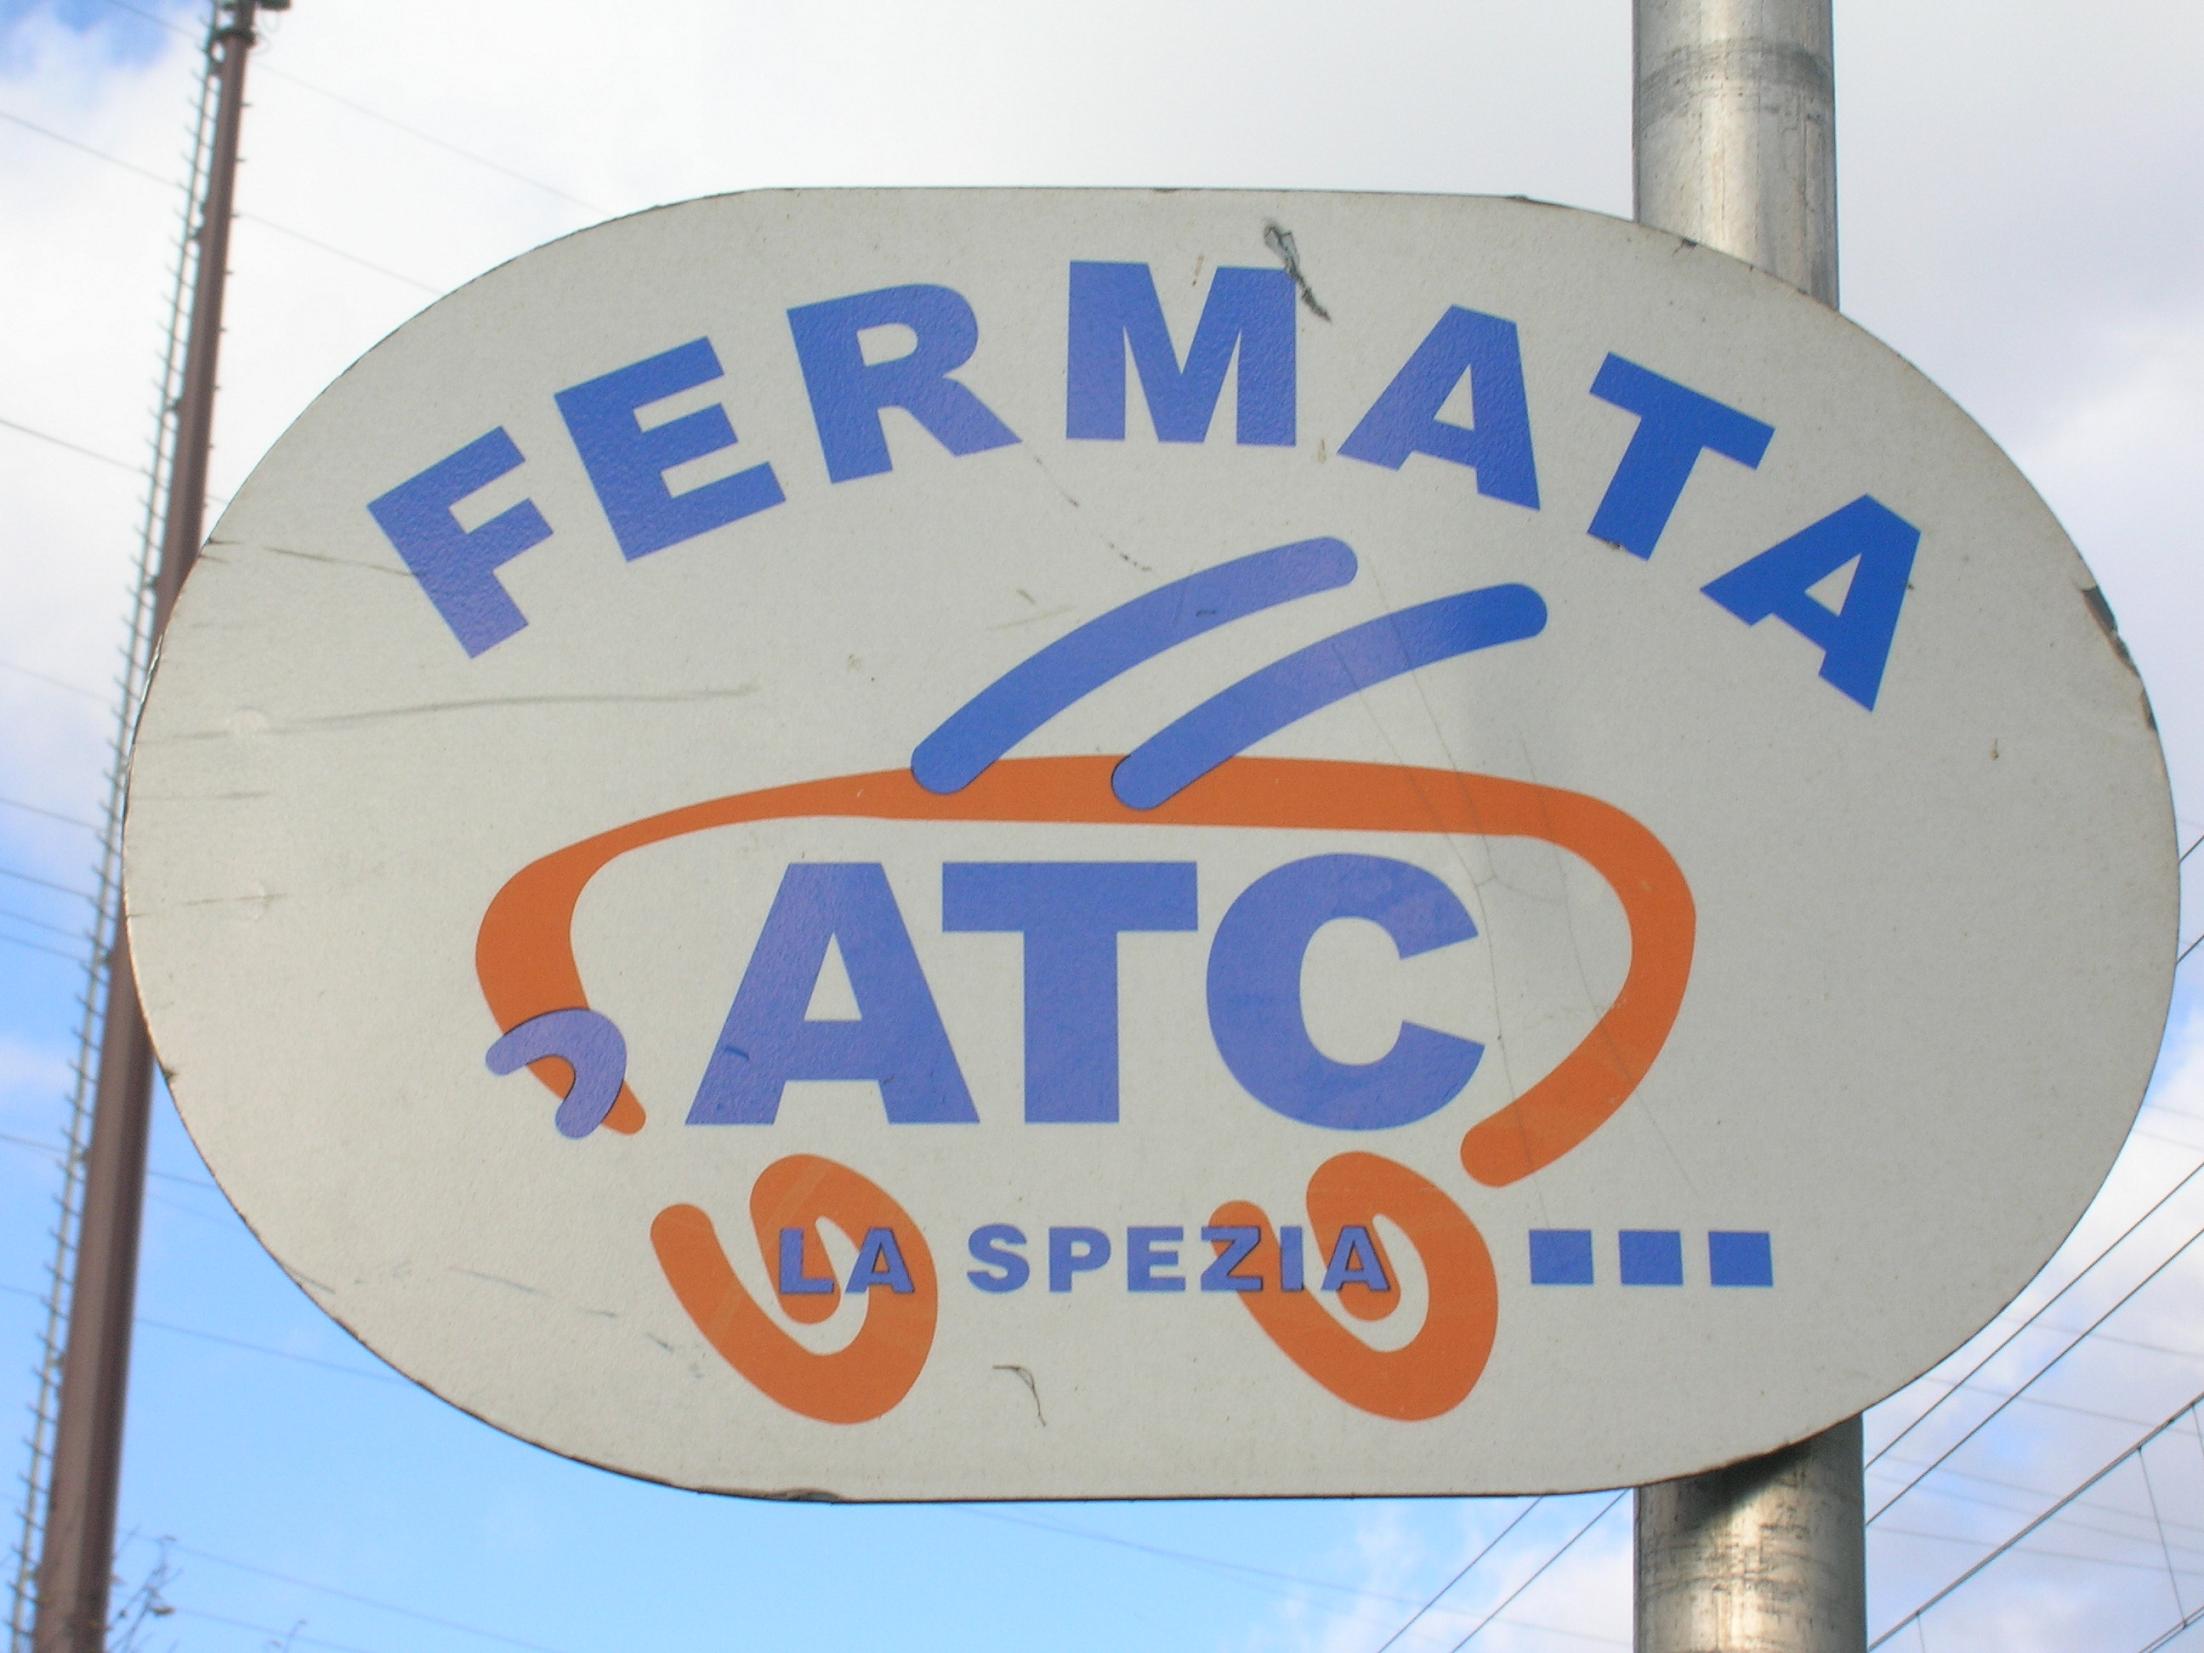 FERMATA
ATC
LA SPEZIA ...